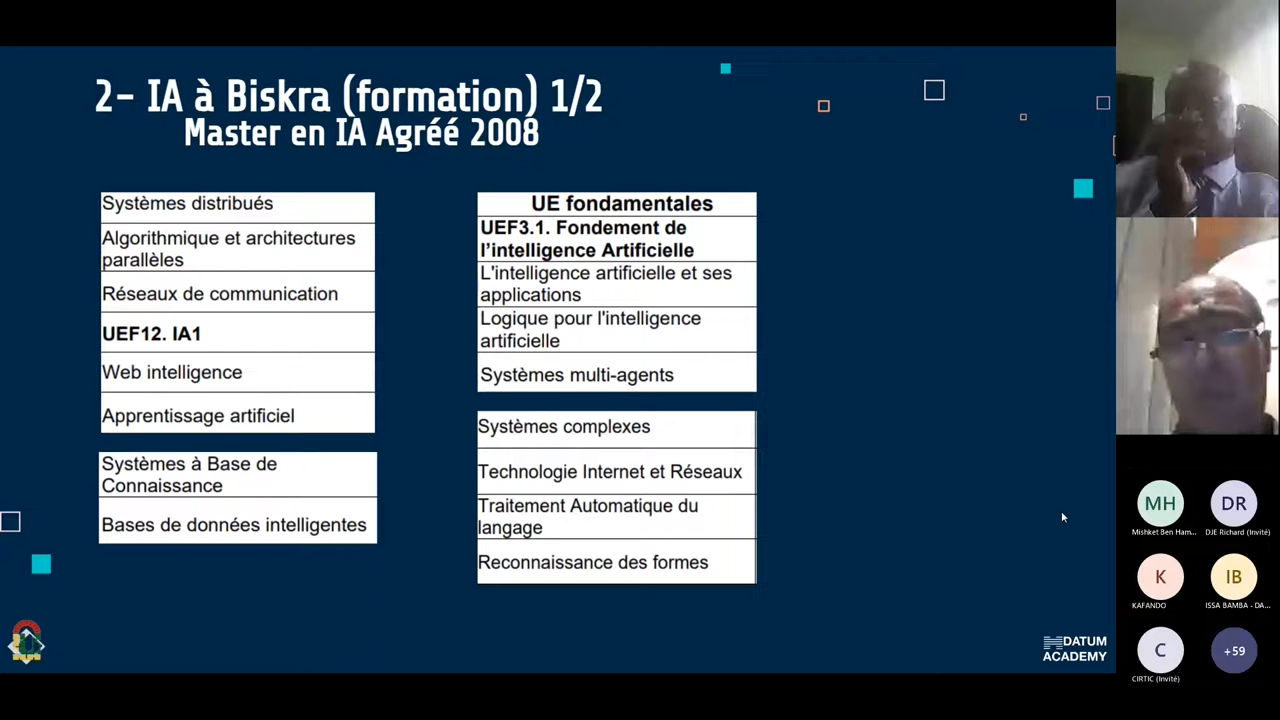 2- IA à Biskra (formation) 1/2
Master en IA Agréé 2008
Systèmes distribués
Algorithmique et architectures
parallèles
Réseaux de communication
UEF12. IA1
Web intelligence
Apprentissage artificiel
Systèmes à Base de
Connaissance
Bases de données intelligentes
UE fondamentales
UEF3.1. Fondement de
l'intelligence Artificielle
L'intelligence artificielle et ses
applications
Logique pour l'intelligence
artificielle
Systèmes multi-agents
Systèmes complexes
Technologie Internet et Réseaux
Traitement Automatique du
langage
Reconnaissance des formes
DATUM
ACADEMY
MH
Mishket Ben Ham...
DR
DJE Richard (Invité)
K
KAFANDO
IB
ISSA BAMBA - DA...
C
CIRTIC (Invité)
+59